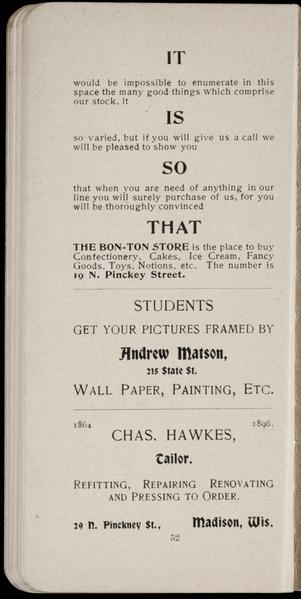 IT
would be impossible to enumerate in this
space the many good things which comprise
our stock, it
IS
so varied, but if you will give us a call we
will be pleased to show you
SO
that when you are need of anything in our
line you will surely purchase of us, for you
will be thoroughly convinced
THAT
THE BON-TON STORE is the place to buy
Confectionery, Cakes, Ice Cream, Fancy
Goods, Toys, Notions, etc. The number is
19 N. Pinckey Street.
STUDENTS
GET YOUR PICTURES FRAMED BY
Andrew Matson,
215 State St.
WALL PAPER, PAINTING, ETC.
1864 1896.
CHAS. HAWKES,
Tailor.
REFITTING, REPAIRING RENOVATING
AND PRESSING TO ORDER.
29 N. Pinckney St., Madison, Wis.
52